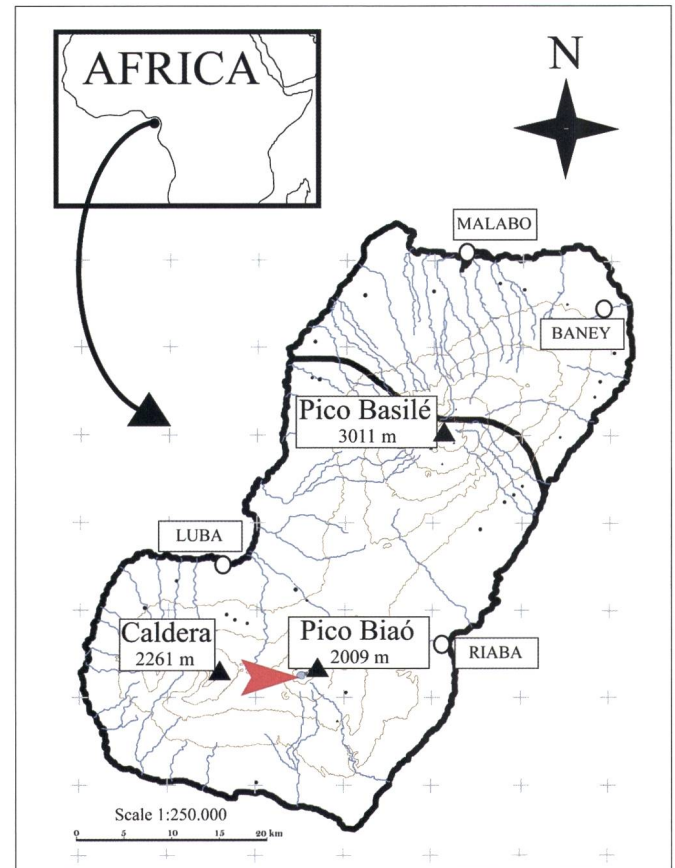 AFRICA
N
MALABO
BANEY
Pico Basilé
3011 m
LUBA
Caldera
2261 m
Pico Biaó
2009 m
RIABA
Scale 1:250.000
0 5 10 15 20 km